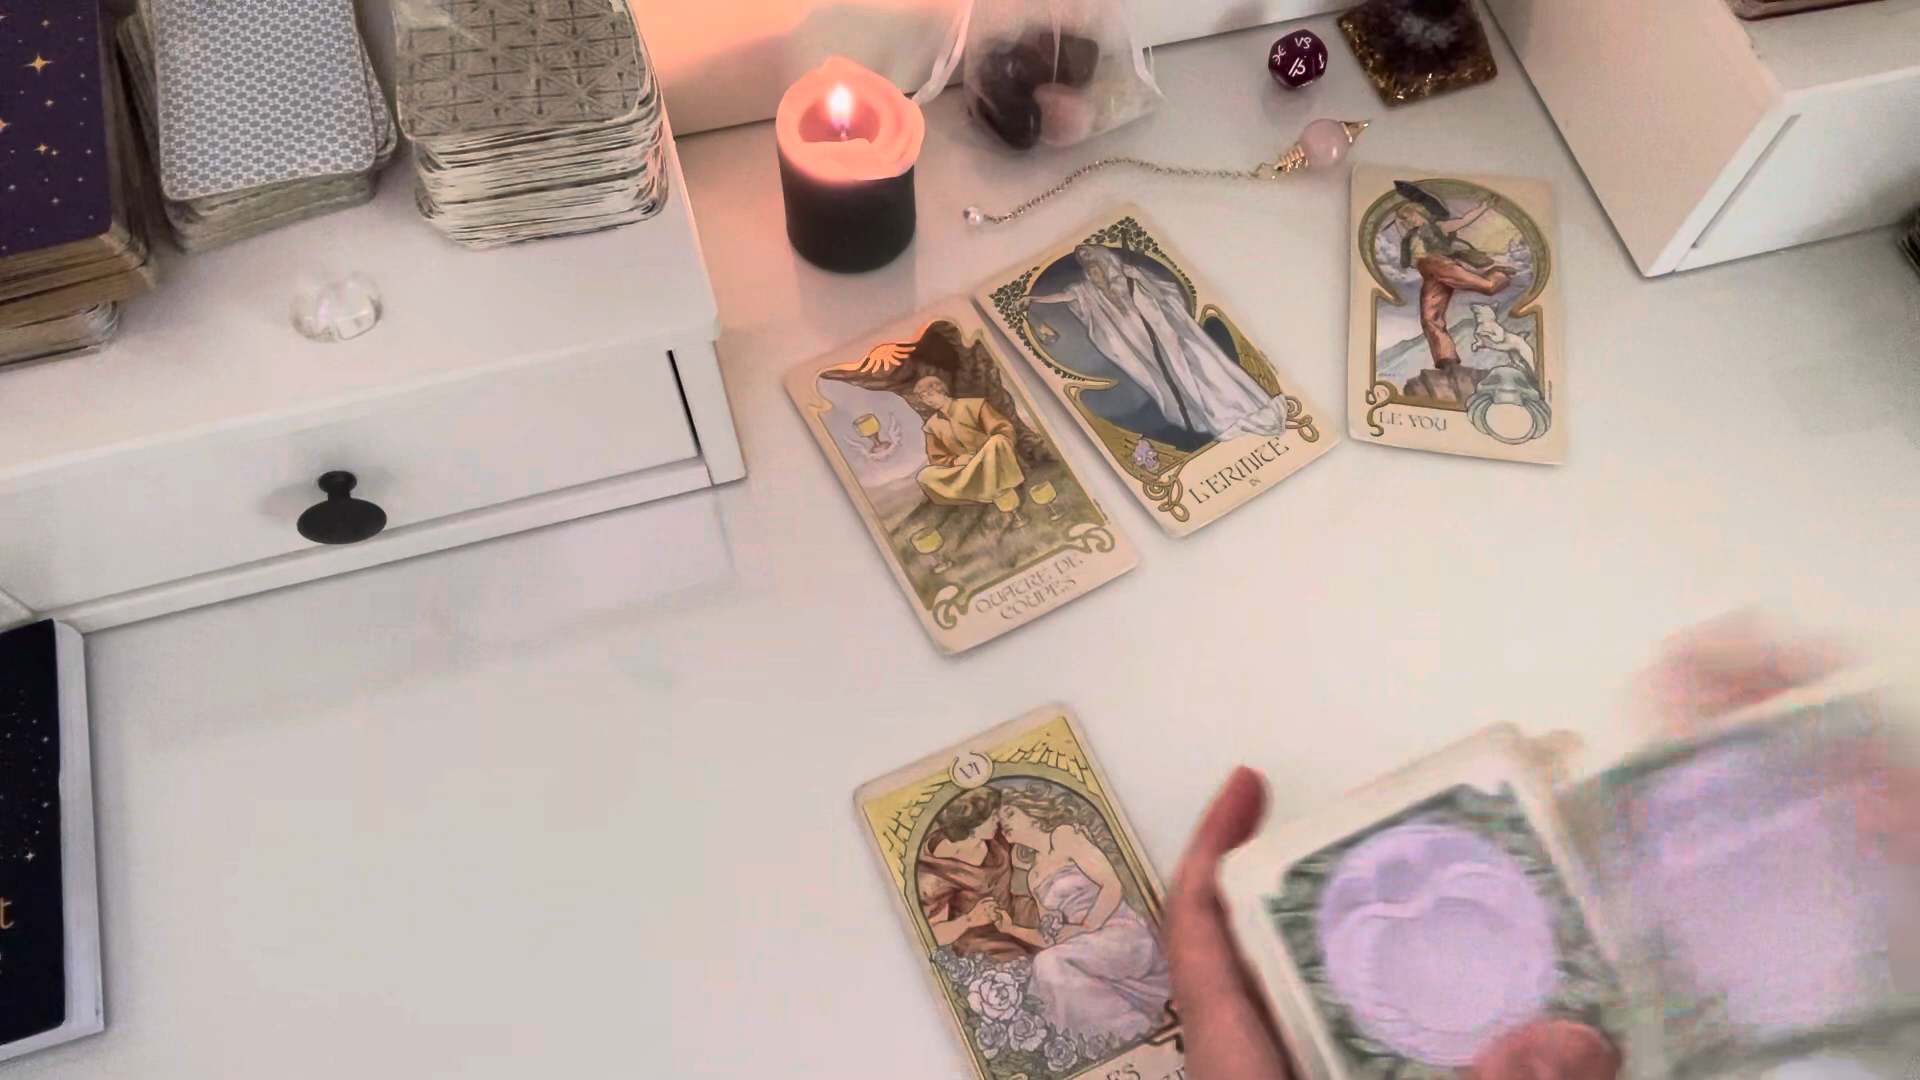 LE FOU
L'ERMITE
IX
QUATRE DE
COUPES
VI